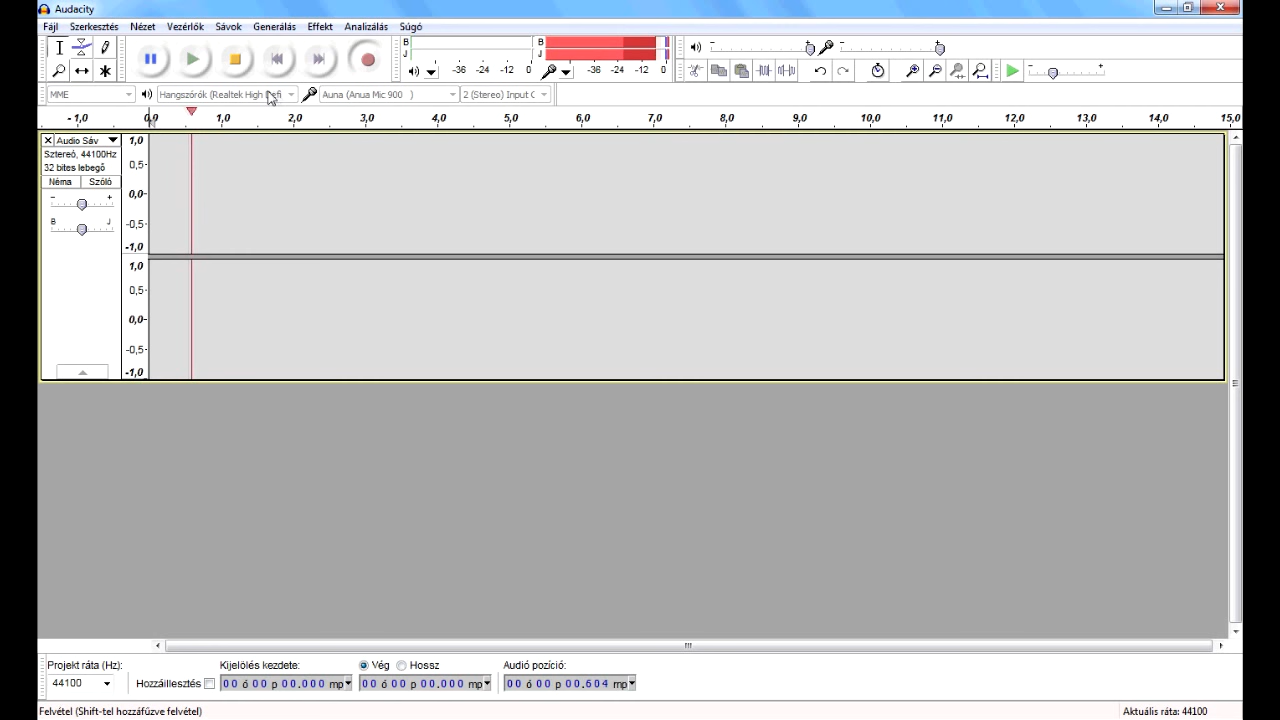 Audacity
Fájl Szerkesztés Nézet Vezérlők Sávok Generálás Effekt Analizálás Súgó
B
J
-36 -24 -12 0
B
J
-36 -24 -12 0
MME
Hangszórók (Realtek High Defi
Auna (Anua Mic 900 )
2 (Stereo) Input C
- 1,0 0,0 1,0 2,0 3,0 4,0 5,0 6,0 7,0 8,0 9,0 10,0 11,0 12,0 13,0 14,0 15,0
Audio Sáv
Sztereó, 44100Hz
32 bites lebegő
Néma Szóló
- +
B J
1,0
0,5-
0,0-
-0,5-
-1,0
1,0
0,5-
0,0-
-0,5-
-1,0
Projekt ráta (Hz):
44100
Hozzáillesztés
Kijelölés kezdete:
00 ó 00 p 00.000 mp
Vég Hossz
00 ó 00 p 00.000 mp
Audió pozíció:
00 ó 00 p 00.604 mp
Felvétel (Shift-tel hozzáfűzve felvétel)
Aktuális ráta: 44100